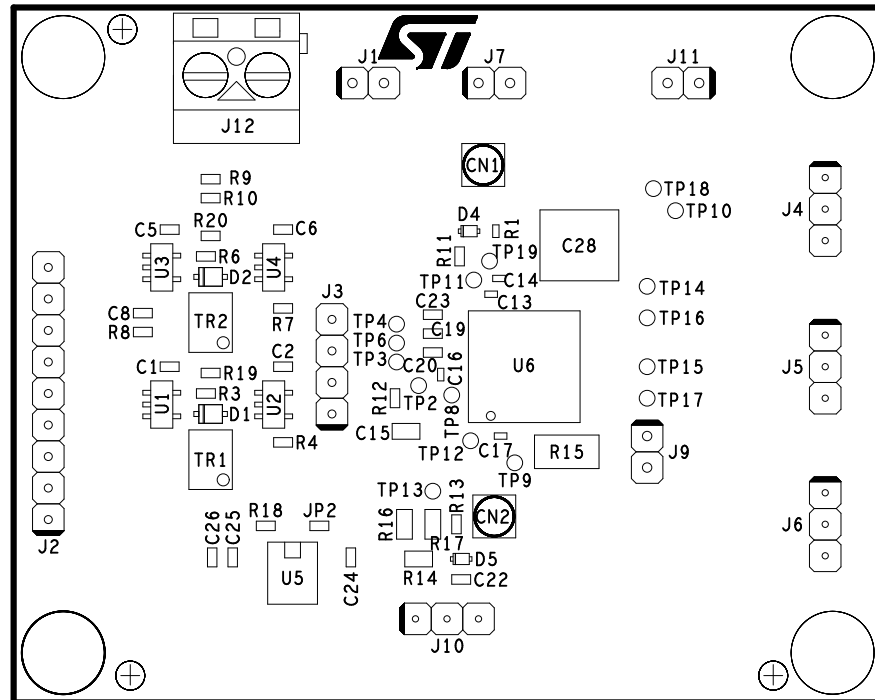 ST
J1
J7
J11
J12
CN1
R9
R10
TP18
TP10
J4
C5
R20
C6
D4
R1
R11
TP19
C28
U3
R6
D2
U4
TP11
C14
C13
TP14
J3
C23
C8
R8
TR2
R7
TP4
C19
TP16
TP6
TP3
U6
C1
R19
C2
C20
C16
TP15
J5
U1
R3
D1
U2
R12
TP2
TP8
TP17
C15
R4
TP12
C17
R15
J9
TR1
TP9
TP13
R13
R18
JP2
R16
CN2
J6
C26
C25
J2
R17
U5
C24
R14
D5
C22
J10